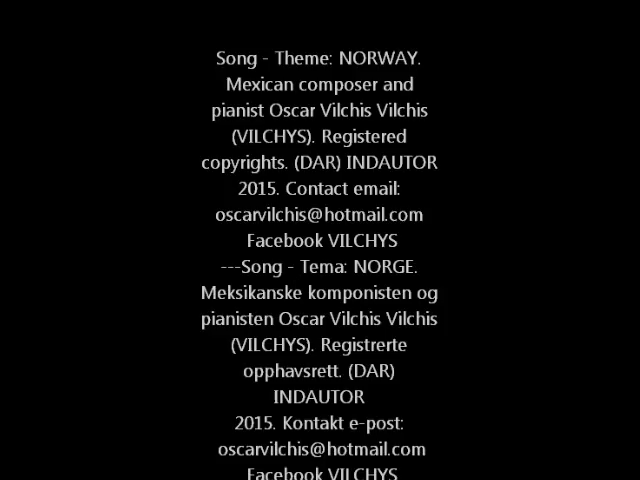 Song - Theme: NORWAY.
Mexican composer and
pianist Oscar Vilchis Vilchis
(VILCHYS). Registered
copyrights. (DAR) INDAUTOR
2015. Contact email:
oscarvilchis@hotmail.com
Facebook VILCHYS
---Song - Tema: NORGE.
Meksikanske komponisten og
pianisten Oscar Vilchis Vilchis
(VILCHYS). Registrerte
opphavsrett. (DAR)
INDAUTOR
2015. Kontakt e-post:
oscarvilchis@hotmail.com
Facebook VILCHYS